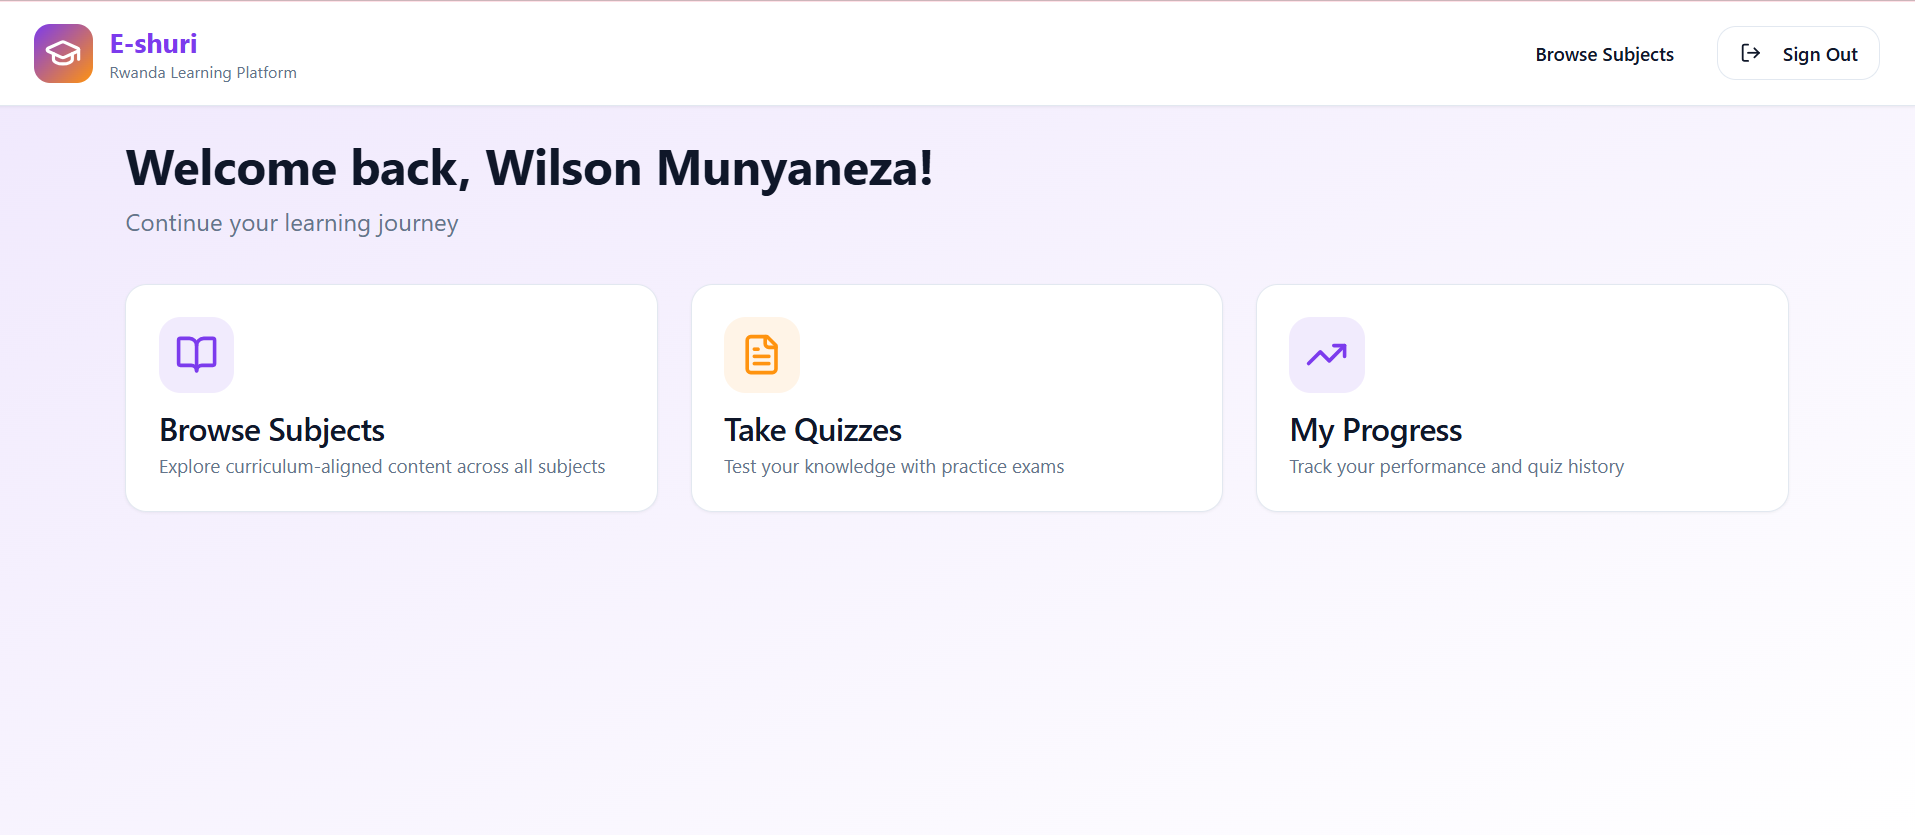 E-shuri
Rwanda Learning Platform
Browse Subjects
Sign Out
Welcome back, Wilson Munyaneza!
Continue your learning journey
Browse Subjects
Explore curriculum-aligned content across all subjects
Take Quizzes
Test your knowledge with practice exams
My Progress
Track your performance and quiz history